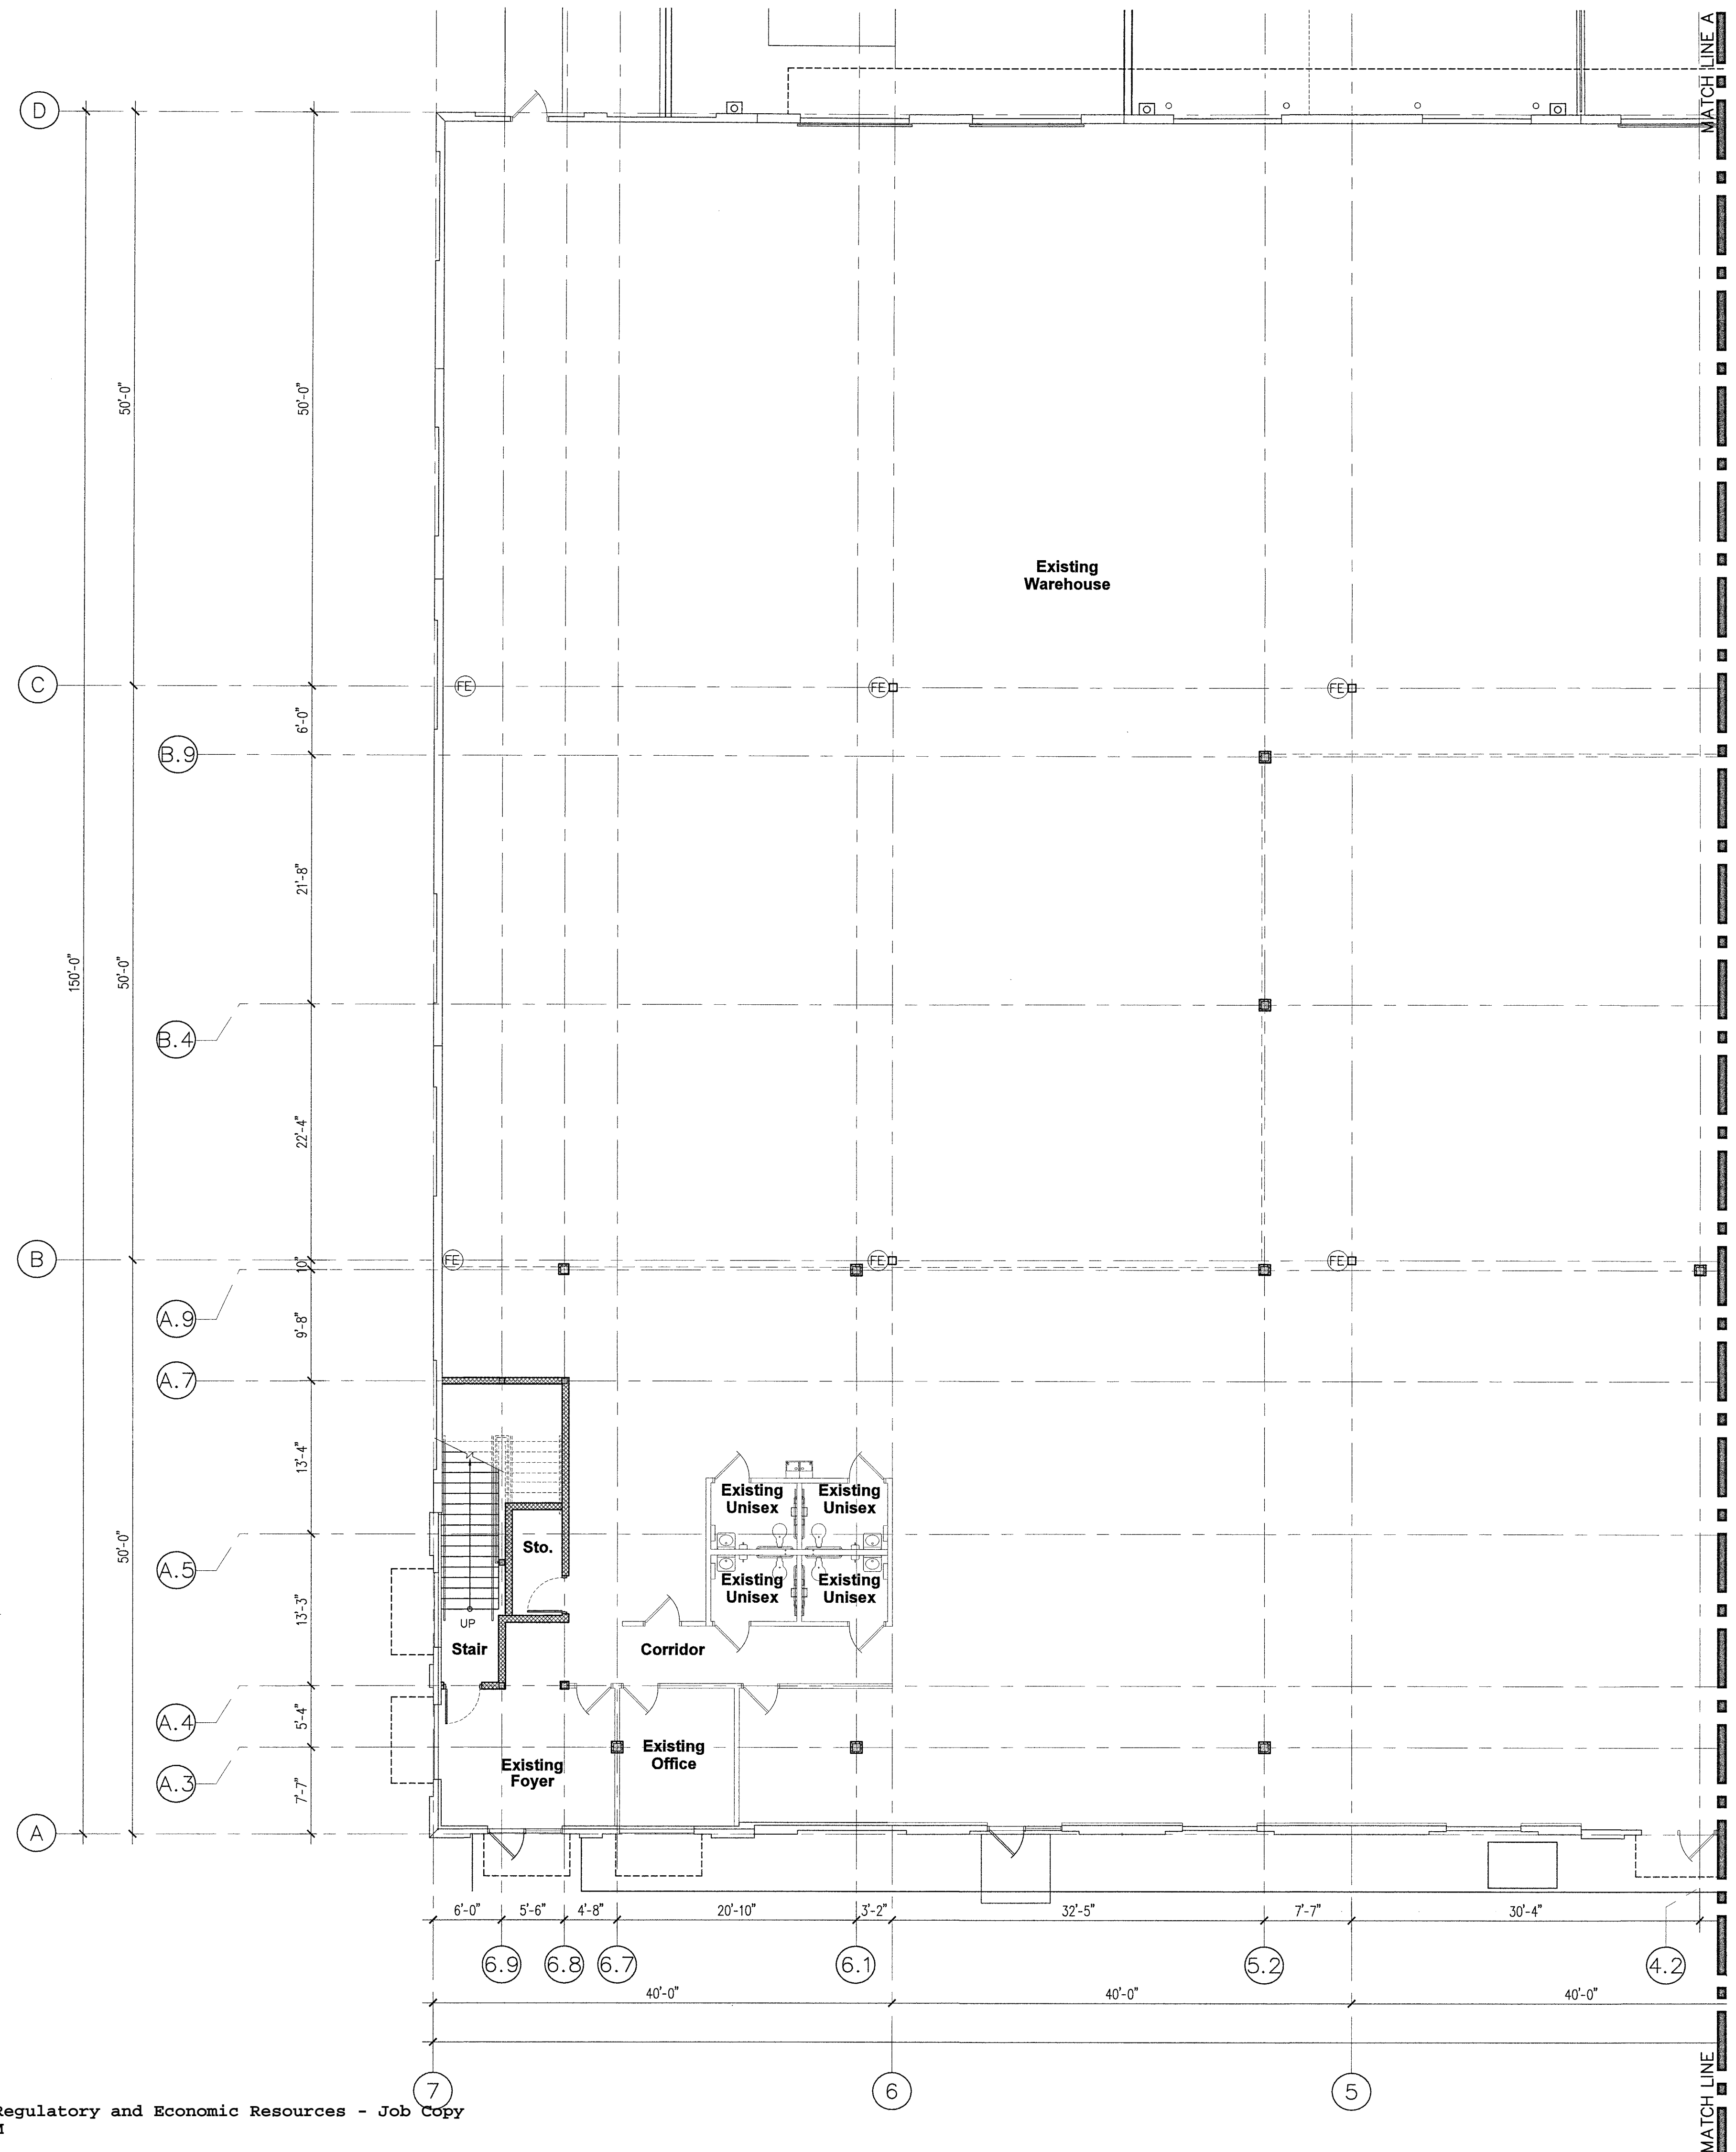 MATCH LINE A
D
50'-0"
50'-0"
Existing
Warehouse
C
FE
FE
FE
6'-0"
B.9
21'-8"
150'-0"
50'-0"
B.4
22'-4"
B
FE
FE
FE
10"
A.9
9'-8"
A.7
13'-4"
Existing
Unisex
Existing
Unisex
50'-0"
Sto.
A.5
Existing
Unisex
Existing
Unisex
13'-3"
UP
Stair
Corridor
A.4
5'-4"
Existing
Foyer
Existing
Office
A.3
7'-7"
A
6'-0"
5'-6"
4'-8"
20'-10"
3'-2"
32'-5"
7'-7"
30'-4"
6.9
6.8
6.7
6.1
5.2
4.2
40'-0"
40'-0"
40'-0"
7
6
5
MATCH LINE
Regulatory and Economic Resources - Job Copy